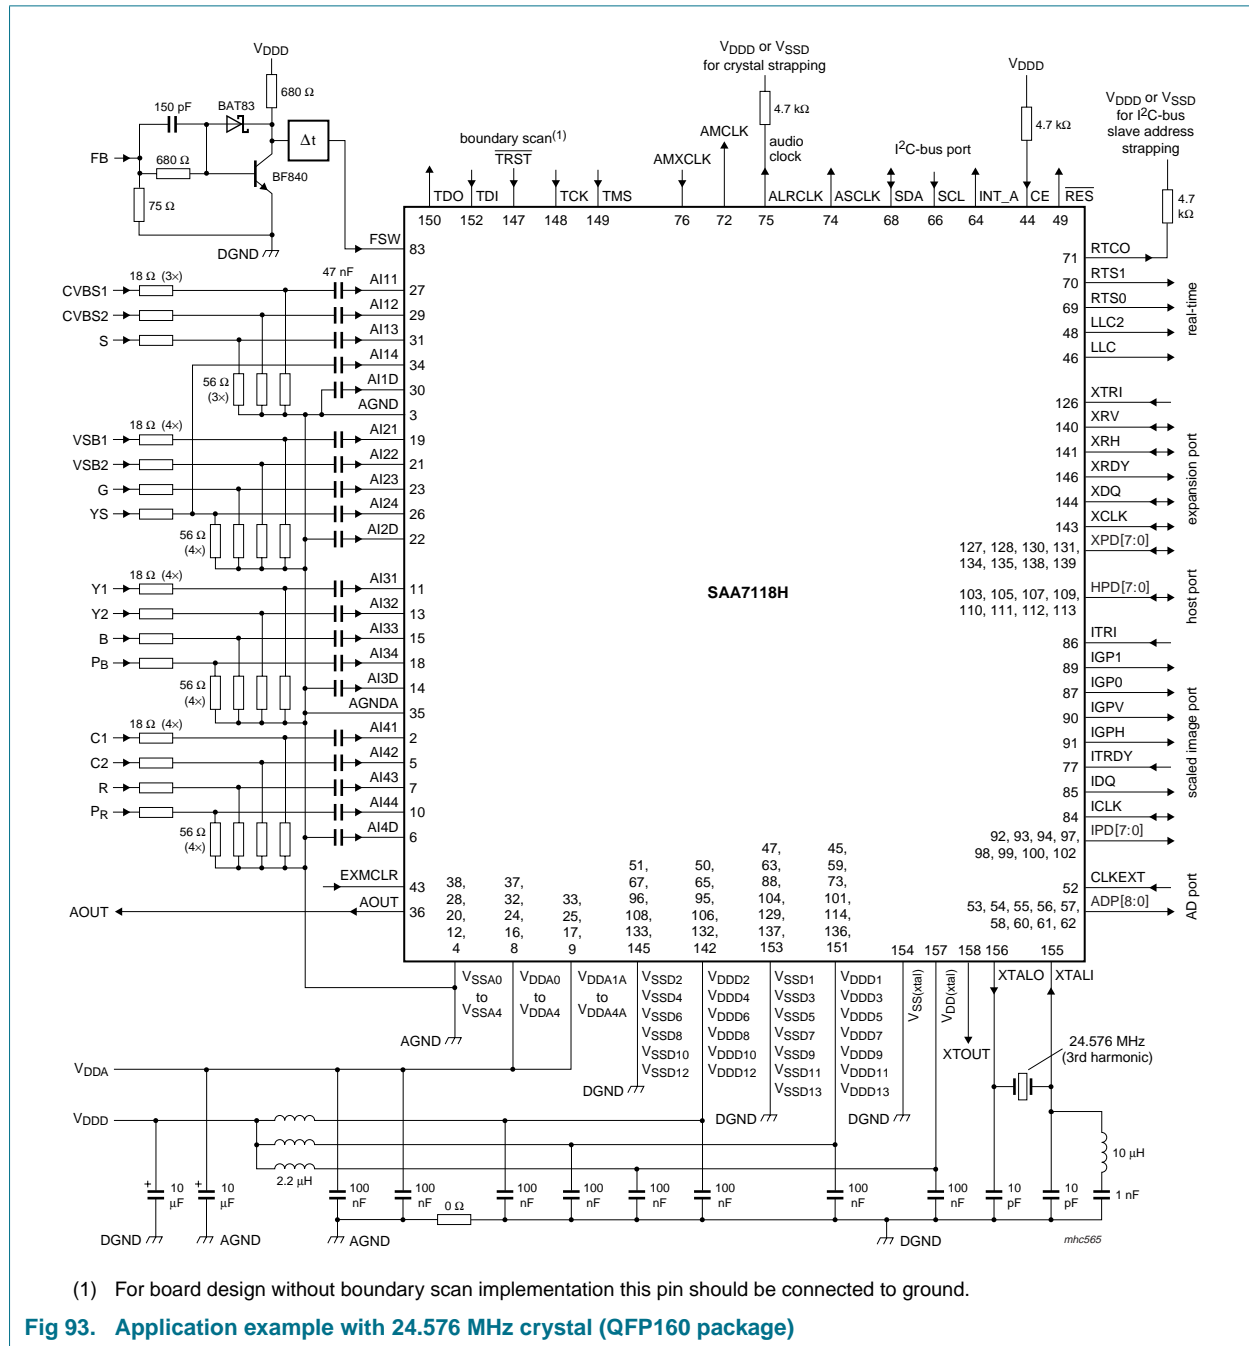 VDDD
680 Ω
150 pF
BAT83
Δt
FB
680 Ω
BF840
75 Ω
DGND
VDDD or VSSD
for crystal strapping
4.7 kΩ
audio
clock
boundary scan(1)
TRST
AMXCLK
AMCLK
I2C-bus port
VDDD
4.7 kΩ
VDDD or VSSD
for I2C-bus
slave address
strapping
4.7
kΩ
TDO
TDI
TCK
TMS
ALRCLK
ASCLK
SDA
SCL
INT_A
CE
RES
150
152
147
148
149
76
72
75
74
68
66
64
44
49
FSW
83
CVBS1
18 Ω (3×)
47 nF
AI11
27
CVBS2
AI12
29
S
AI13
31
AI14
34
56 Ω
(3×)
AI1D
30
AGND
3
VSB1
18 Ω (4×)
AI21
19
VSB2
AI22
21
G
AI23
23
YS
AI24
26
56 Ω
(4×)
AI2D
22
Y1
18 Ω (4×)
AI31
11
Y2
AI32
13
B
AI33
15
PB
AI34
18
56 Ω
(4×)
AI3D
14
AGNDA
35
C1
18 Ω (4×)
AI41
2
C2
AI42
5
R
AI43
7
PR
AI44
10
56 Ω
(4×)
AI4D
6
EXMCLR
43
AOUT
AOUT
36
SAA7118H
71
RTCO
70
RTS1
69
RTS0
48
LLC2
46
LLC
real-time
126
XTRI
140
XRV
141
XRH
146
XRDY
144
XDQ
143
XCLK
127, 128, 130, 131,
134, 135, 138, 139
XPD[7:0]
expansion port
103, 105, 107, 109,
110, 111, 112, 113
HPD[7:0]
host port
86
ITRI
89
IGP1
87
IGP0
90
IGPV
91
IGPH
77
ITRDY
85
IDQ
84
ICLK
92, 93, 94, 97,
98, 99, 100, 102
IPD[7:0]
scaled image port
52
CLKEXT
53, 54, 55, 56, 57,
58, 60, 61, 62
ADP[8:0]
AD port
38,
28,
20,
12,
4
37,
32,
24,
16,
8
33,
25,
17,
9
51,
67,
96,
108,
133,
145
50,
65,
95,
106,
132,
142
47,
63,
88,
104,
129,
137,
153
45,
59,
73,
101,
114,
136,
151
154
157
158
156
155
VSSA0
to
VSSA4
VDDA0
to
VDDA4
VDDA1A
to
VDDA4A
VSSD2
VSSD4
VSSD6
VSSD8
VSSD10
VSSD12
VDDD2
VDDD4
VDDD6
VDDD8
VDDD10
VDDD12
VSSD1
VSSD3
VSSD5
VSSD7
VSSD9
VSSD11
VSSD13
VDDD1
VDDD3
VDDD5
VDDD7
VDDD9
VDDD11
VDDD13
VSS(xtal)
VDD(xtal)
XTOUT
XTALO
XTALI
24.576 MHz
(3rd harmonic)
AGND
DGND
DGND
DGND
VDDA
VDDD
2.2 μH
10 μH
+
10
μF
+
10
μF
100
nF
100
nF
100
nF
100
nF
100
nF
100
nF
100
nF
100
nF
10
pF
10
pF
1 nF
0 Ω
DGND
AGND
AGND
DGND
mhc565
(1) For board design without boundary scan implementation this pin should be connected to ground.
Fig 93. Application example with 24.576 MHz crystal (QFP160 package)